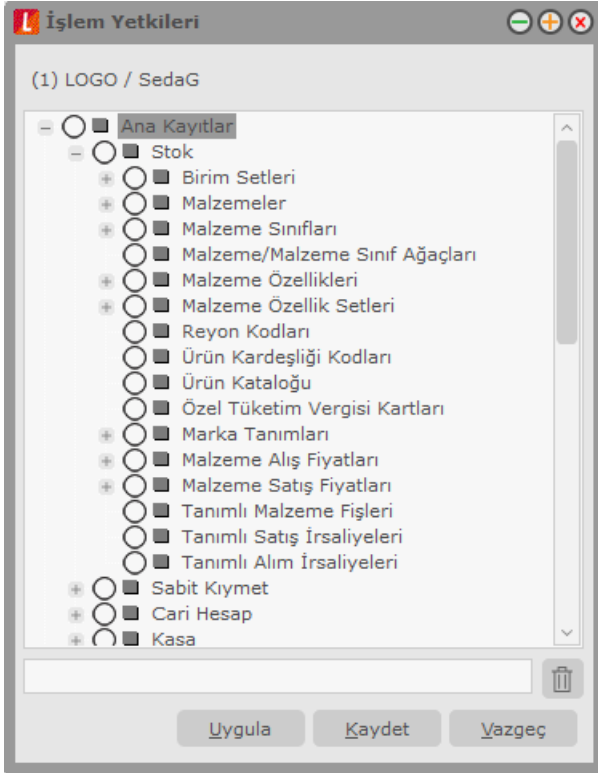 İşlem Yetkileri
(1) LOGO / SedaG
Ana Kayıtlar
Stok
Birim Setleri
Malzemeler
Malzeme Sınıfları
Malzeme/Malzeme Sınıf Ağaçları
Malzeme Özellikleri
Malzeme Özellik Setleri
Reyon Kodları
Ürün Kardeşliği Kodları
Ürün Kataloğu
Özel Tüketim Vergisi Kartları
Marka Tanımları
Malzeme Alış Fiyatları
Malzeme Satış Fiyatları
Tanımlı Malzeme Fişleri
Tanımlı Satış İrsaliyeleri
Tanımlı Alım İrsaliyeleri
Sabit Kıymet
Cari Hesap
Kasa
Uygula Kaydet Vazgeç